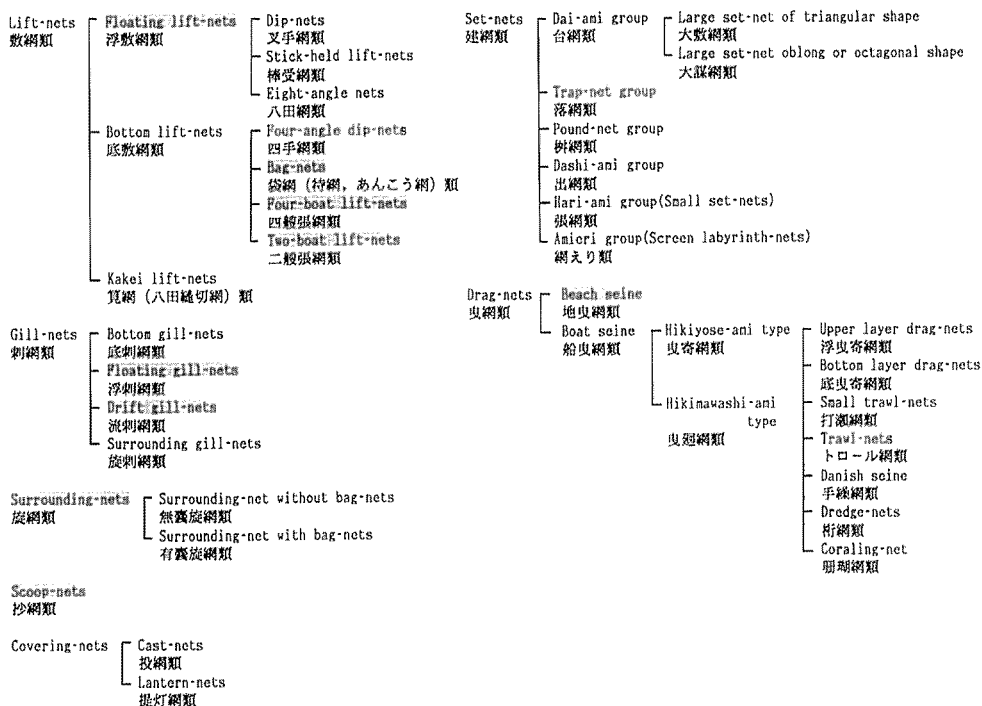 Lift-nets
敷網類
Floating lift-nets
浮敷網類
Dip-nets
叉手網類
Stick-held lift-nets
棒受網類
Eight-angle nets
八田網類
Bottom lift-nets
底敷網類
Four-angle dip-nets
四手網類
Bag-nets
袋網（待網，あんこう網）類
Four-boat lift-nets
四艘張網類
Two-boat lift-nets
二艘張網類
Kakei lift-nets
筧網（八田縫切網）類
Gill-nets
刺網類
Bottom gill-nets
底刺網類
Floating gill-nets
浮刺網類
Drift gill-nets
流刺網類
Surrounding gill-nets
旋刺網類
Surrounding-nets
旋網類
Surrounding-net without bag-nets
無嚢旋網類
Surrounding-net with bag-nets
有嚢旋網類
Scoop-nets
抄網類
Covering-nets
Cast-nets
投網類
Lantern-nets
提灯網類
Set-nets
建網類
Dai-ami group
台網類
Large set-net of triangular shape
大敷網類
Large set-net oblong or octagonal shape
大謀網類
Trap-net group
落網類
Pound-net group
桝網類
Dashi-ami group
出網類
Hari-ami group(Small set-nets)
張網類
Amieri group(Screen labyrinth-nets)
網えり類
Drag-nets
曳網類
Beach seine
地曳網類
Boat seine
船曳網類
Hikiyose-ami type
曳寄網類
Hikimawashi-ami
type
曳廻網類
Upper layer drag-nets
浮曳寄網類
Bottom layer drag-nets
底曳寄網類
Small trawl-nets
打瀬網類
Trawl-nets
トロール網類
Danish seine
手繰網類
Dredge-nets
桁網類
Coraling-net
珊瑚網類